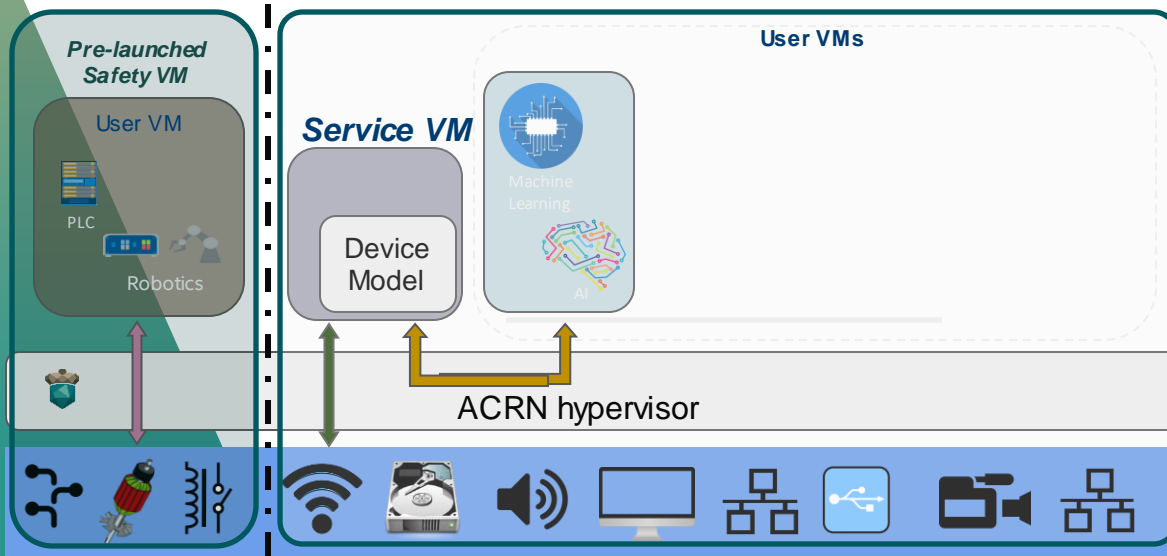 Pre-launched
Safety VM
User VM
PLC
Robotics
User VMs
Service VM
Device
Model
Machine
Learning
AI
ACRN hypervisor